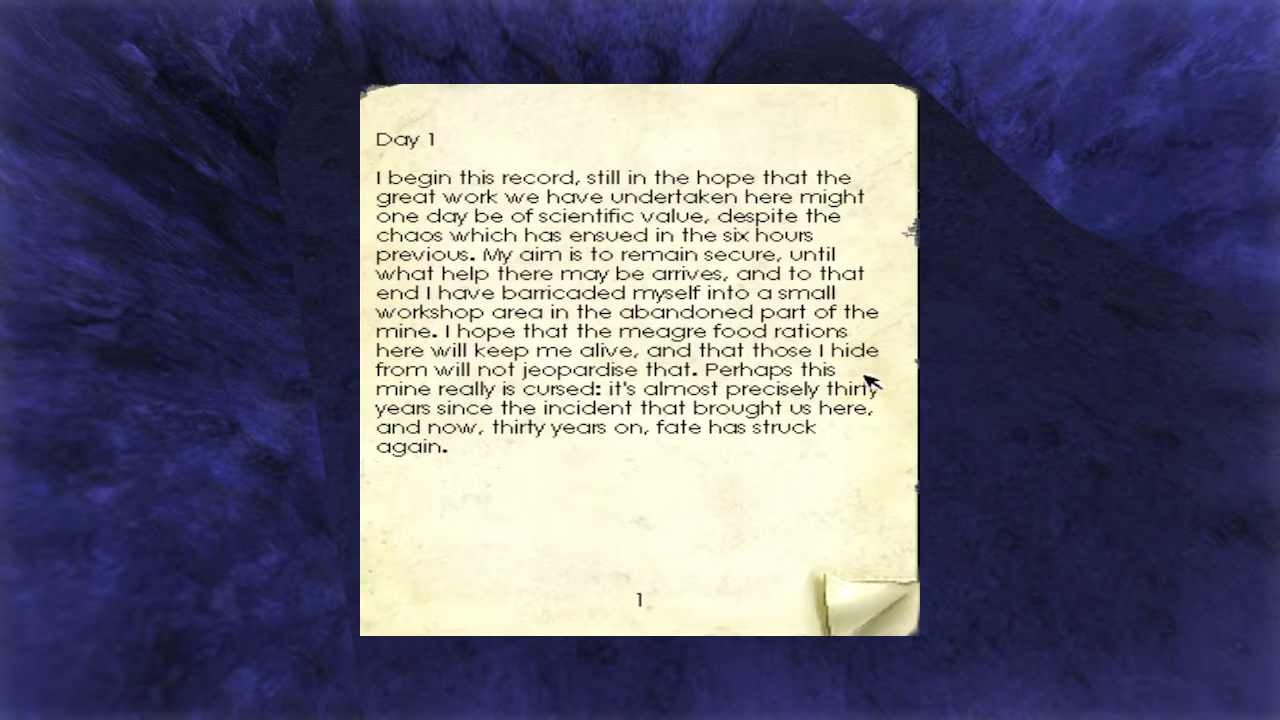 Day 1
I begin this record, still in the hope that the
great work we have undertaken here might
one day be of scientific value, despite the
chaos which has ensued in the six hours
previous. My aim is to remain secure, until
what help there may be arrives, and to that
end I have barricaded myself into a small
workshop area in the abandoned part of the
mine. I hope that the meagre food rations
here will keep me alive, and that those I hide
from will not jeopardise that. Perhaps this
mine really is cursed: it's almost precisely thirty
years since the incident that brought us here,
and now, thirty years on, fate has struck
again.
1